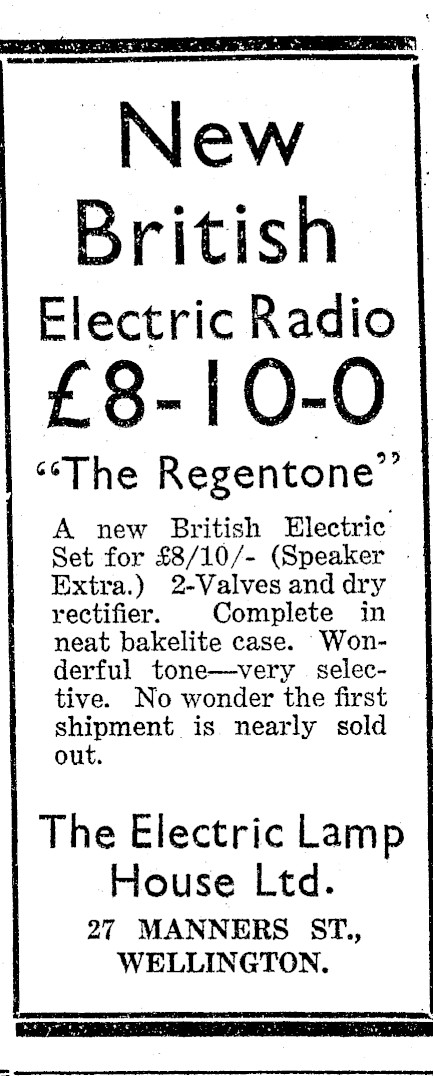 New
British
Electric Radio
£8-10-0
“The Regentone”
A new British Electric
Set for £8/10/- (Speaker
Extra.) 2-Valves and dry
rectifier. Complete in
neat bakelite case. Won-
derful tone—very selec-
tive. No wonder the first
shipment is nearly sold
out.
The Electric Lamp
House Ltd.
27 MANNERS ST.,
WELLINGTON.